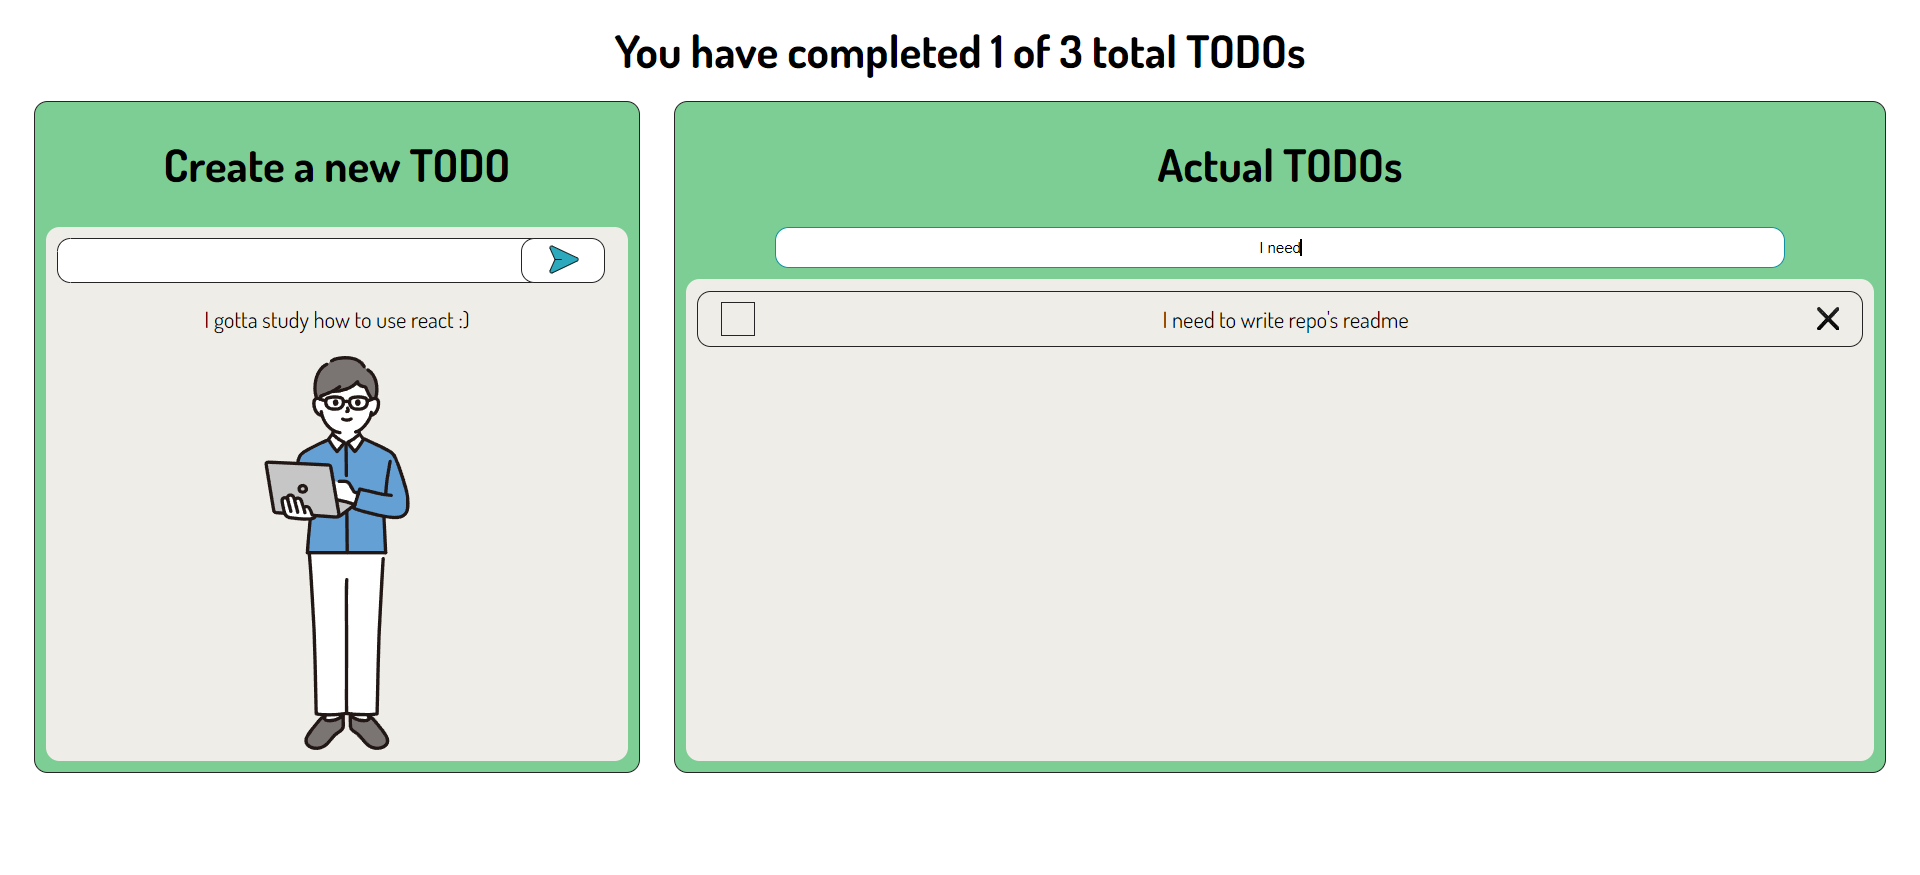 You have completed 1 of 3 total TODOs
Create a new TODO
I gotta study how to use react :)
Actual TODOs
I need
I need to write repo's readme